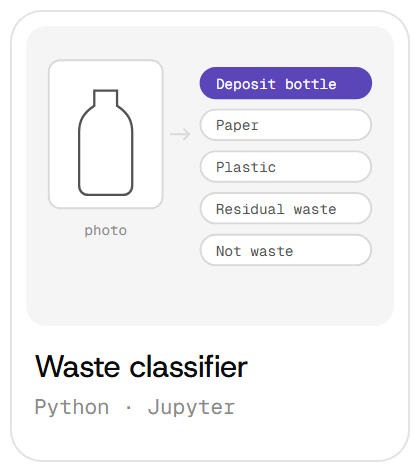 Deposit bottle
Paper
Plastic
Residual waste
Not waste
photo
Waste classifier
Python · Jupyter